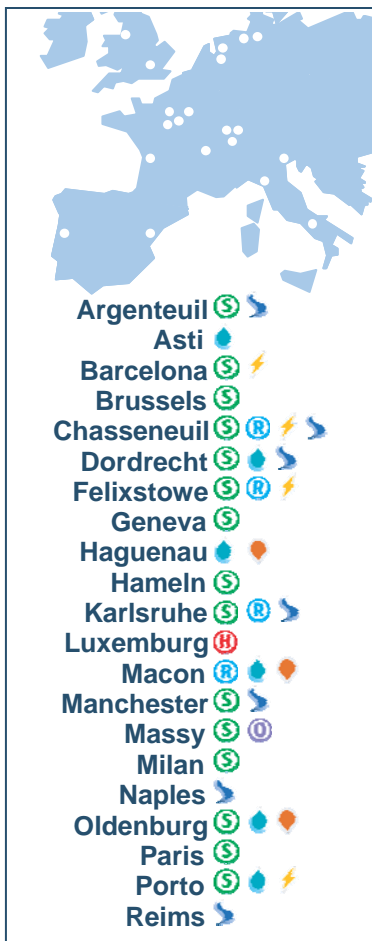 Argenteuil S
Asti
Barcelona S
Brussels S
Chasseneuil S R
Dordrecht S
Felixstowe S R
Geneva S
Haguenau
Hameln S
Karlsruhe S R
Luxemburg H
Macon R
Manchester S
Massy S O
Milan S
Naples
Oldenburg S
Paris S
Porto S
Reims